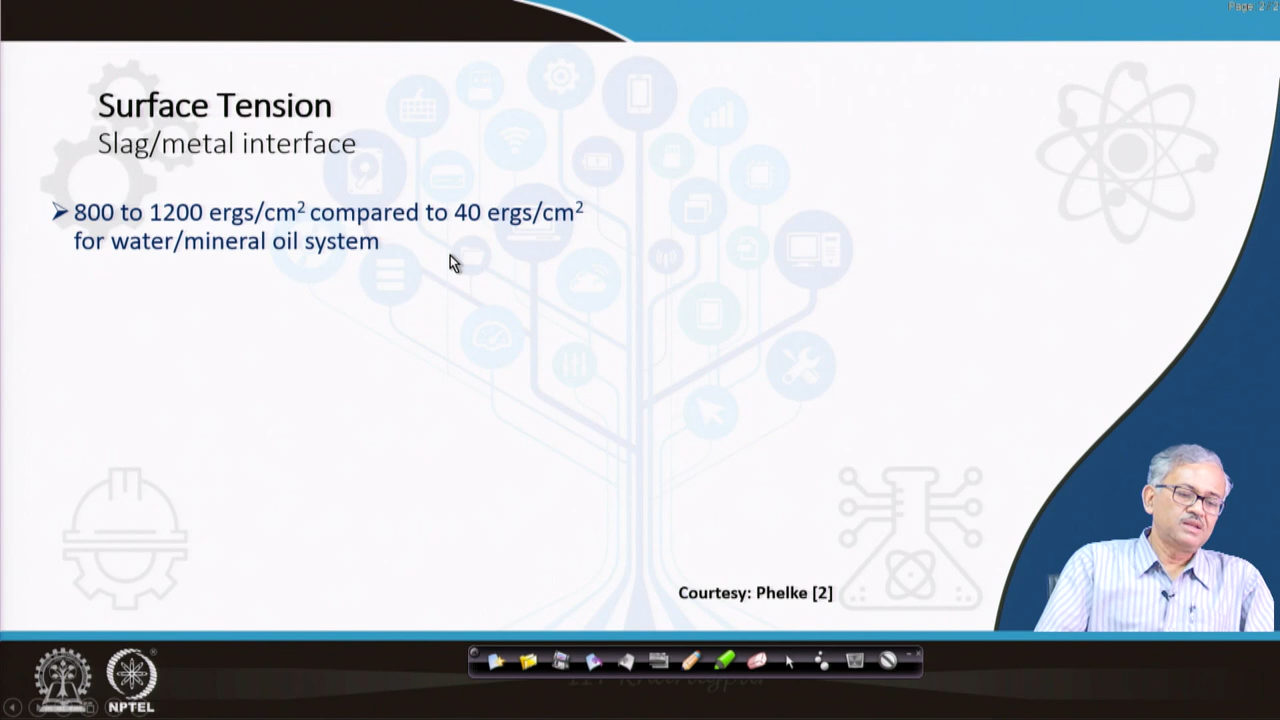 Surface Tension
Slag/metal interface
➢ 800 to 1200 ergs/cm² compared to 40 ergs/cm²
for water/mineral oil system
Courtesy: Phelke [2]
NPTEL